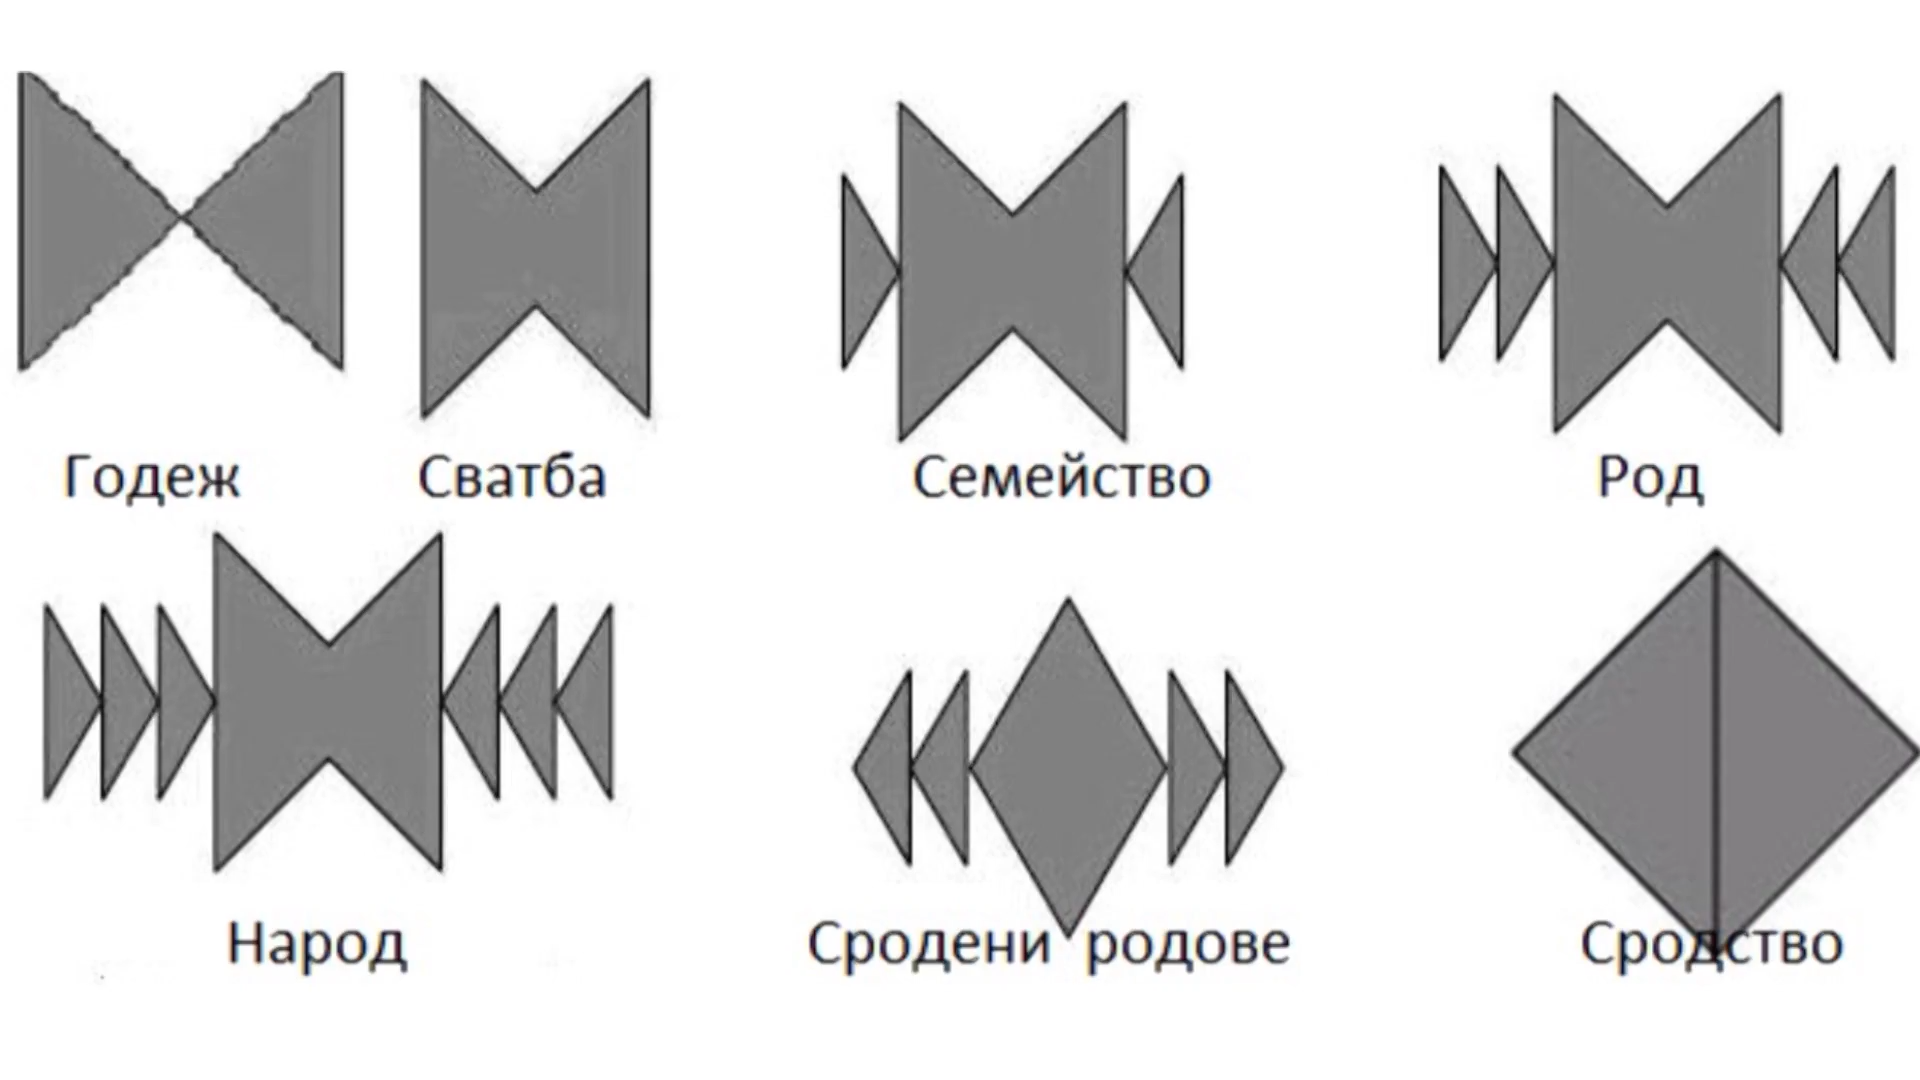 Годеж
Сватба
Семейство
Род
Народ
Сродени родове
Сродство